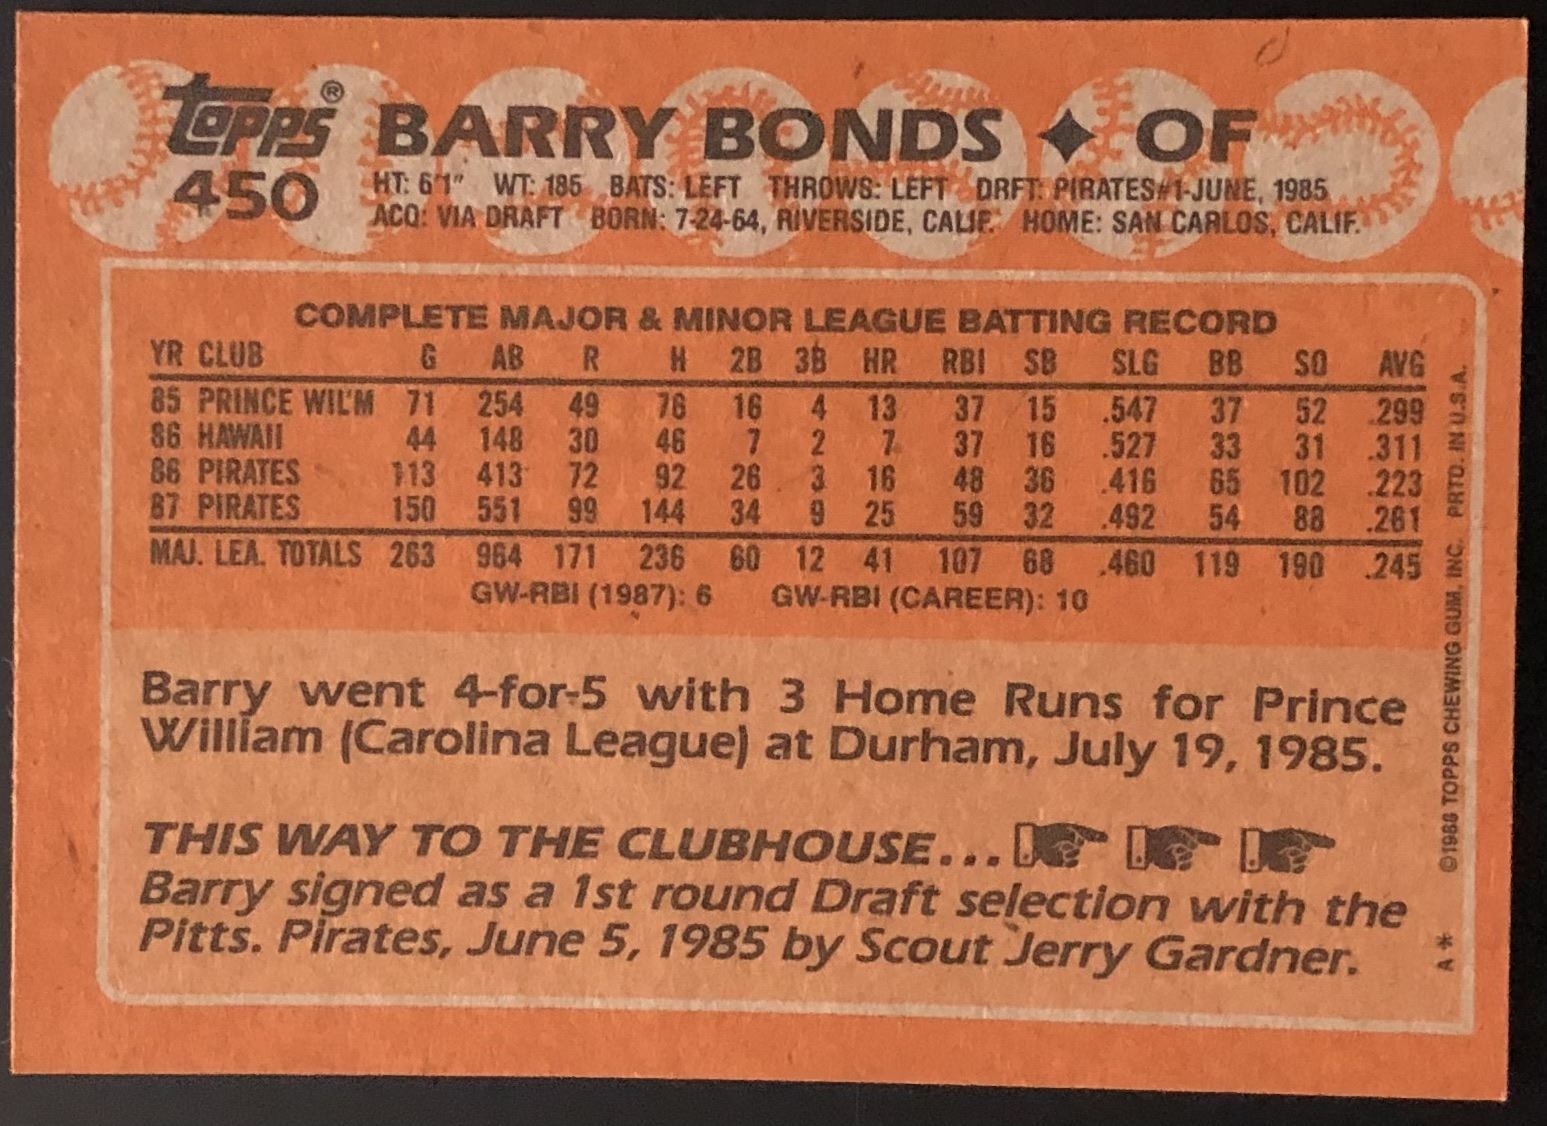 topps® BARRY BONDS ✦ OF
450 HT: 6'1" WT: 185 BATS: LEFT THROWS: LEFT DRFT: PIRATES#1-JUNE, 1985
ACQ: VIA DRAFT BORN: 7-24-64, RIVERSIDE, CALIF. HOME: SAN CARLOS, CALIF.
COMPLETE MAJOR & MINOR LEAGUE BATTING RECORD
YR CLUB G AB R H 2B 3B HR RBI SB SLG BB SO AVG
85 PRINCE WIL'M 71 254 49 76 16 4 13 37 15 .547 37 52 .299
86 HAWAII 44 148 30 46 7 2 7 37 16 .527 33 31 .311
86 PIRATES 113 413 72 92 26 3 16 48 36 .416 65 102 .223
87 PIRATES 150 551 99 144 34 9 25 59 32 .492 54 88 .261
MAJ. LEA. TOTALS 263 964 171 236 60 12 41 107 68 .460 119 190 .245
GW-RBI (1987): 6 GW-RBI (CAREER): 10
Barry went 4-for-5 with 3 Home Runs for Prince
William (Carolina League) at Durham, July 19, 1985.
THIS WAY TO THE CLUBHOUSE...
Barry signed as a 1st round Draft selection with the
Pitts. Pirates, June 5, 1985 by Scout Jerry Gardner.
A* ©1988 TOPPS CHEWING GUM, INC. PRTD. IN U.S.A.